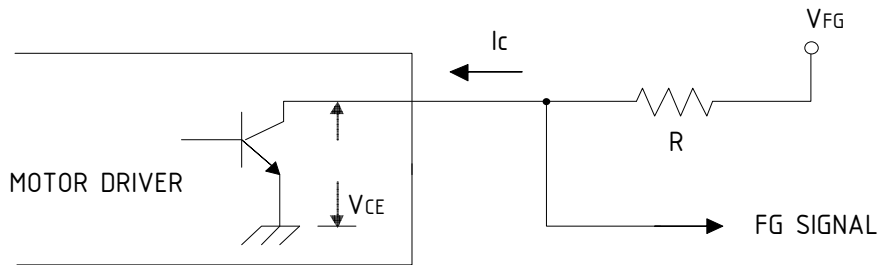 VFG
Ic
R
MOTOR DRIVER
VCE
FG SIGNAL